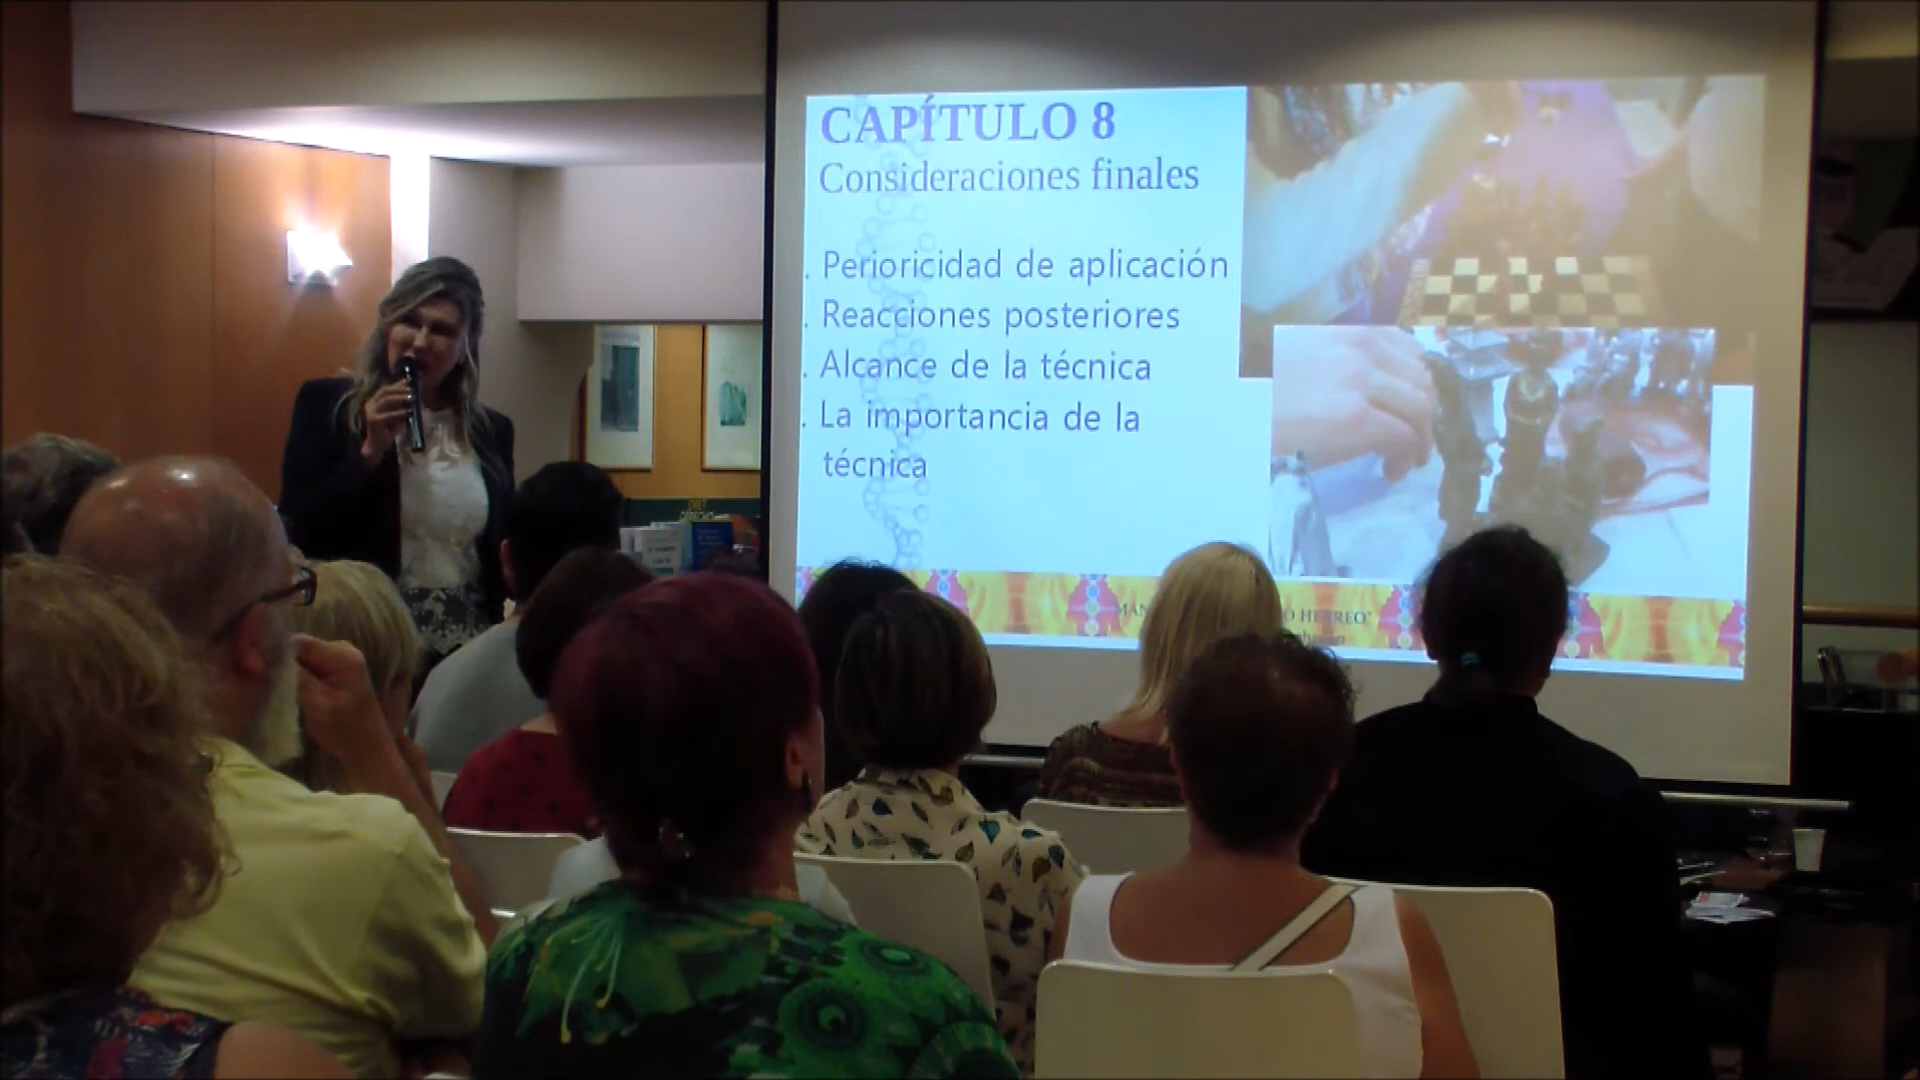 CAPÍTULO 8
Consideraciones finales
. Perioricidad de aplicación
. Reacciones posteriores
. Alcance de la técnica
. La importancia de la
técnica